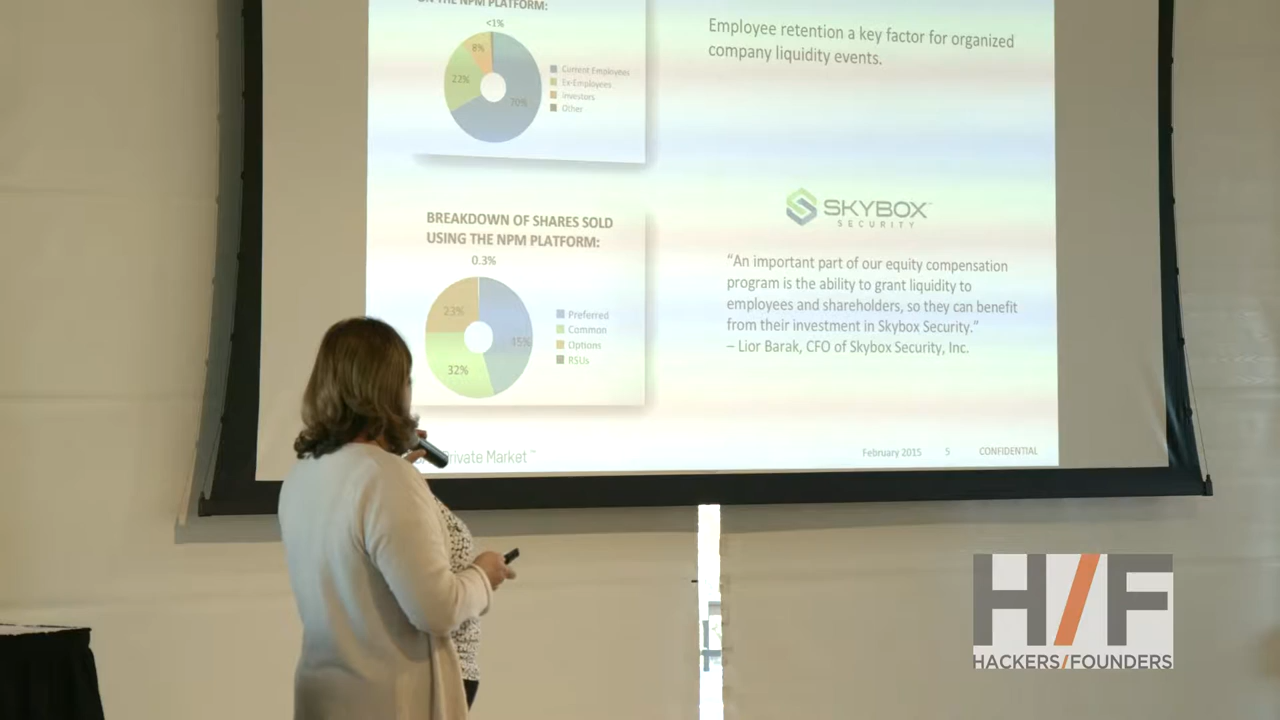 ON THE NPM PLATFORM:
<1%
8%
22%
70%
Current Employees
Ex-Employees
Investors
Other
Employee retention a key factor for organized
company liquidity events.
BREAKDOWN OF SHARES SOLD
USING THE NPM PLATFORM:
0.3%
23%
15%
32%
Preferred
Common
Options
RSUs
SKYBOX
SECURITY
“An important part of our equity compensation
program is the ability to grant liquidity to
employees and shareholders, so they can benefit
from their investment in Skybox Security.”
– Lior Barak, CFO of Skybox Security, Inc.
Private Market™
February 2015 5 CONFIDENTIAL
H/F
HACKERS/FOUNDERS